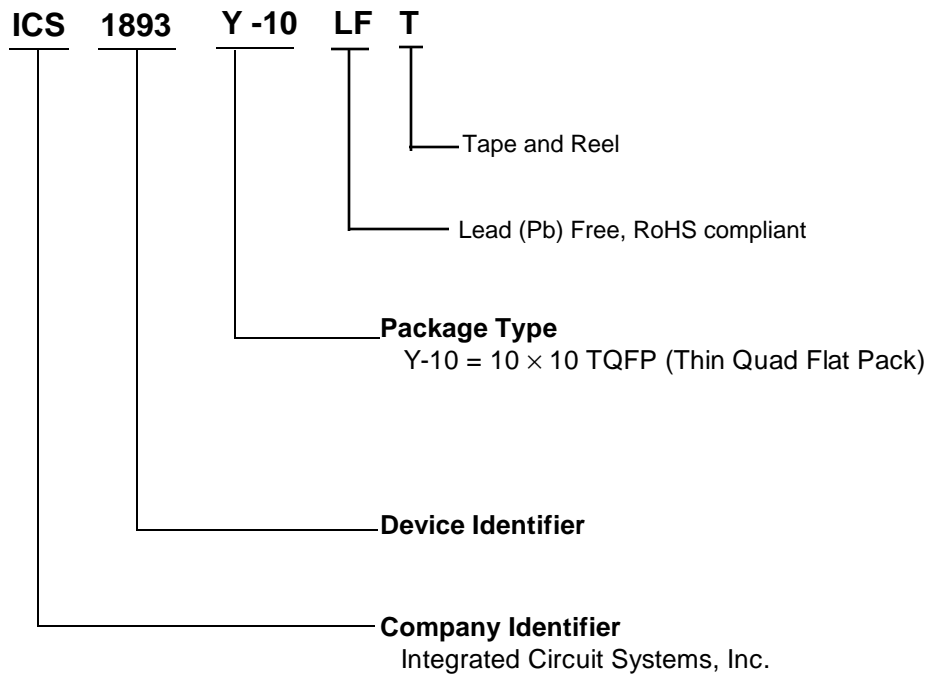 ICS 1893 Y -10 LF T
Tape and Reel
Lead (Pb) Free, RoHS compliant
Package Type
Y-10 = 10 × 10 TQFP (Thin Quad Flat Pack)
Device Identifier
Company Identifier
Integrated Circuit Systems, Inc.